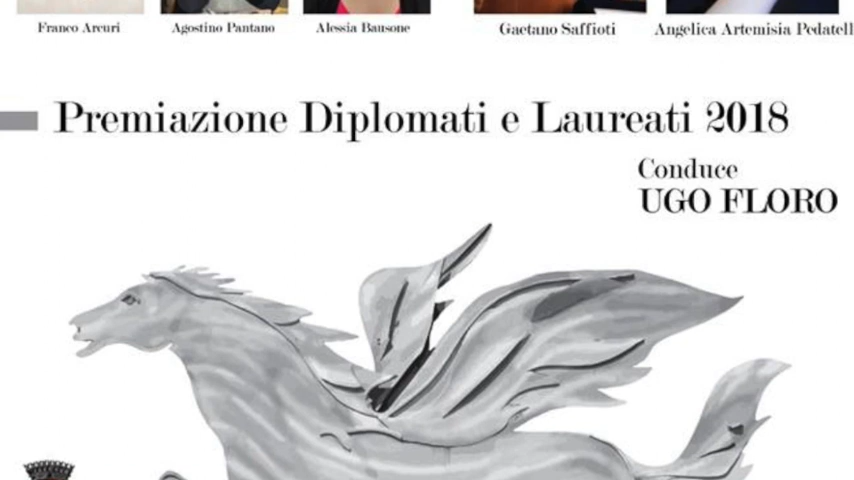 Franco Arcuri Agostino Pantano Alessia Bausone Gaetano Saffioti Angelica Artemisia Pedatell
Premiazione Diplomati e Laureati 2018
Conduce
UGO FLORO